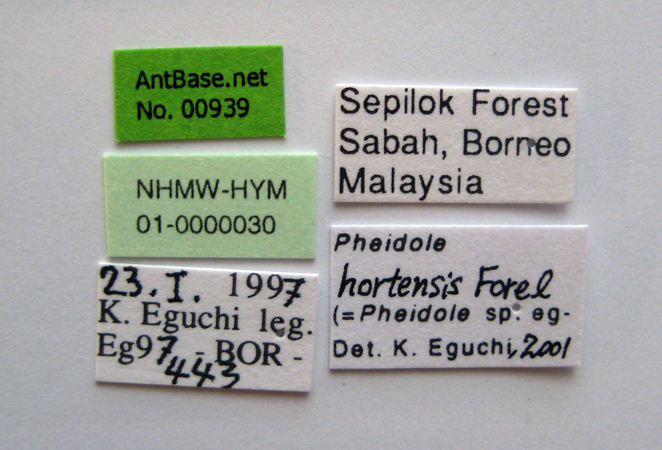 AntBase.net
No. 00939
NHMW-HYM
01-0000030
23. I. 1997
K. Eguchi leg.
Eg97 - BOR -
443
Sepilok Forest
Sabah, Borneo
Malaysia
Pheidole
hortensis Forel
(=Pheidole sp. eg-
Det. K. Eguchi, 2001